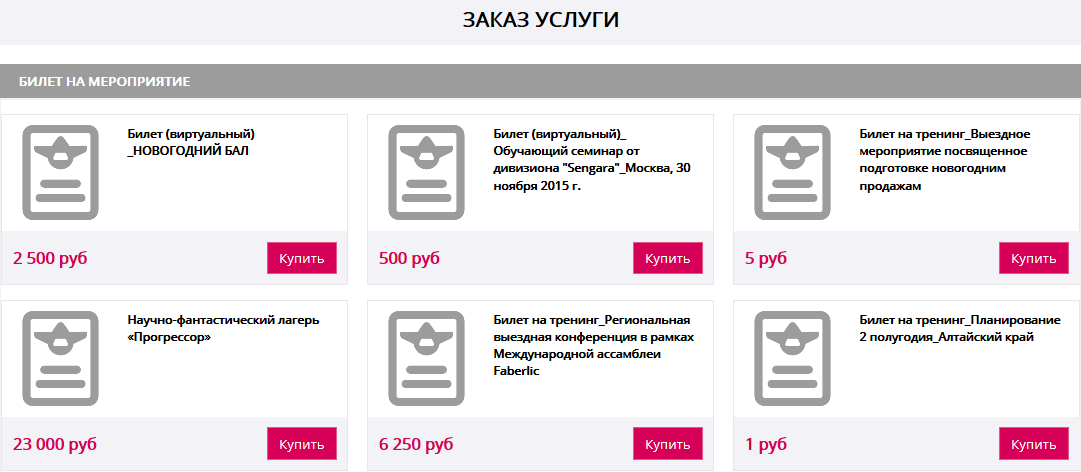 ЗАКАЗ УСЛУГИ
БИЛЕТ НА МЕРОПРИЯТИЕ
Билет (виртуальный)
_НОВОГОДНИЙ БАЛ
2 500 руб
Купить
Билет (виртуальный)_
Обучающий семинар от
дивизиона "Sengara"_Москва, 30
ноября 2015 г.
500 руб
Купить
Билет на тренинг_Выездное
мероприятие посвященное
подготовке новогодним
продажам
5 руб
Купить
Научно-фантастический лагерь
«Прогрессор»
23 000 руб
Купить
Билет на тренинг_Региональная
выездная конференция в рамках
Международной ассамблеи
Faberlic
6 250 руб
Купить
Билет на тренинг_Планирование
2 полугодия_Алтайский край
1 руб
Купить